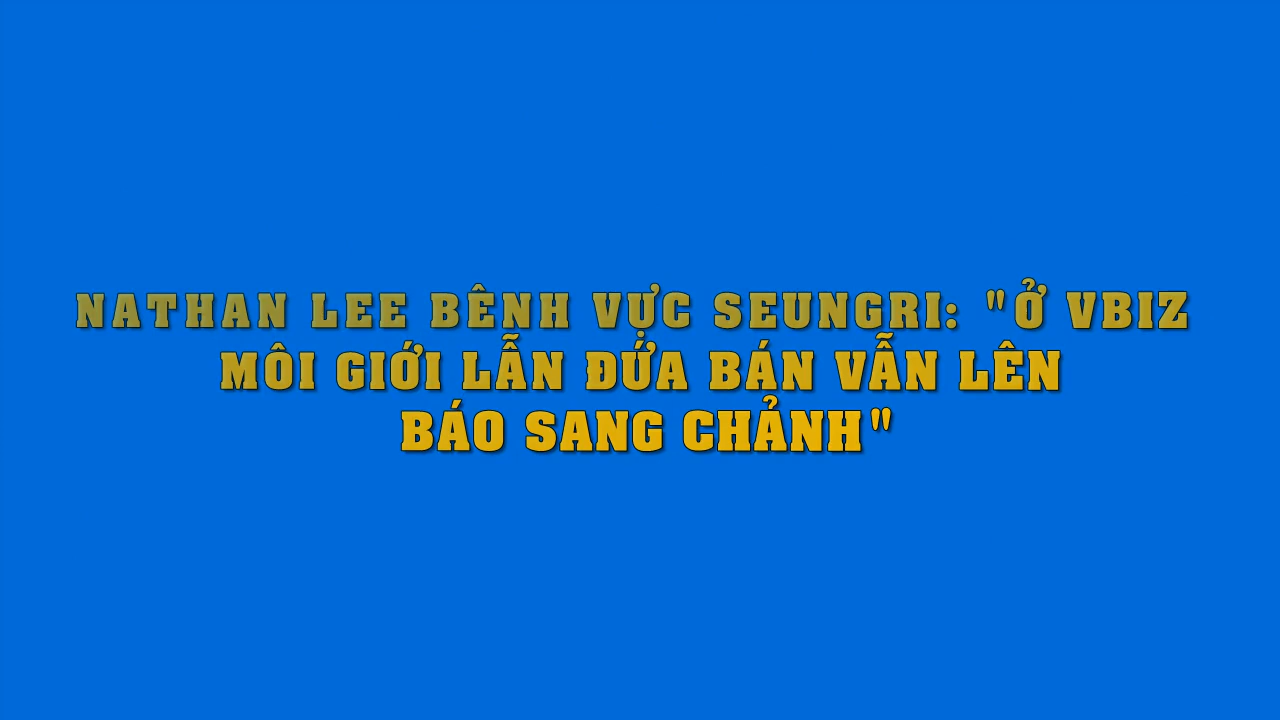 NATHAN LEE BÊNH VỰC SEUNGRI: "Ở VBIZ
MÔI GIỚI LẪN ĐỨA BÁN VẪN LÊN
BÁO SANG CHẢNH"